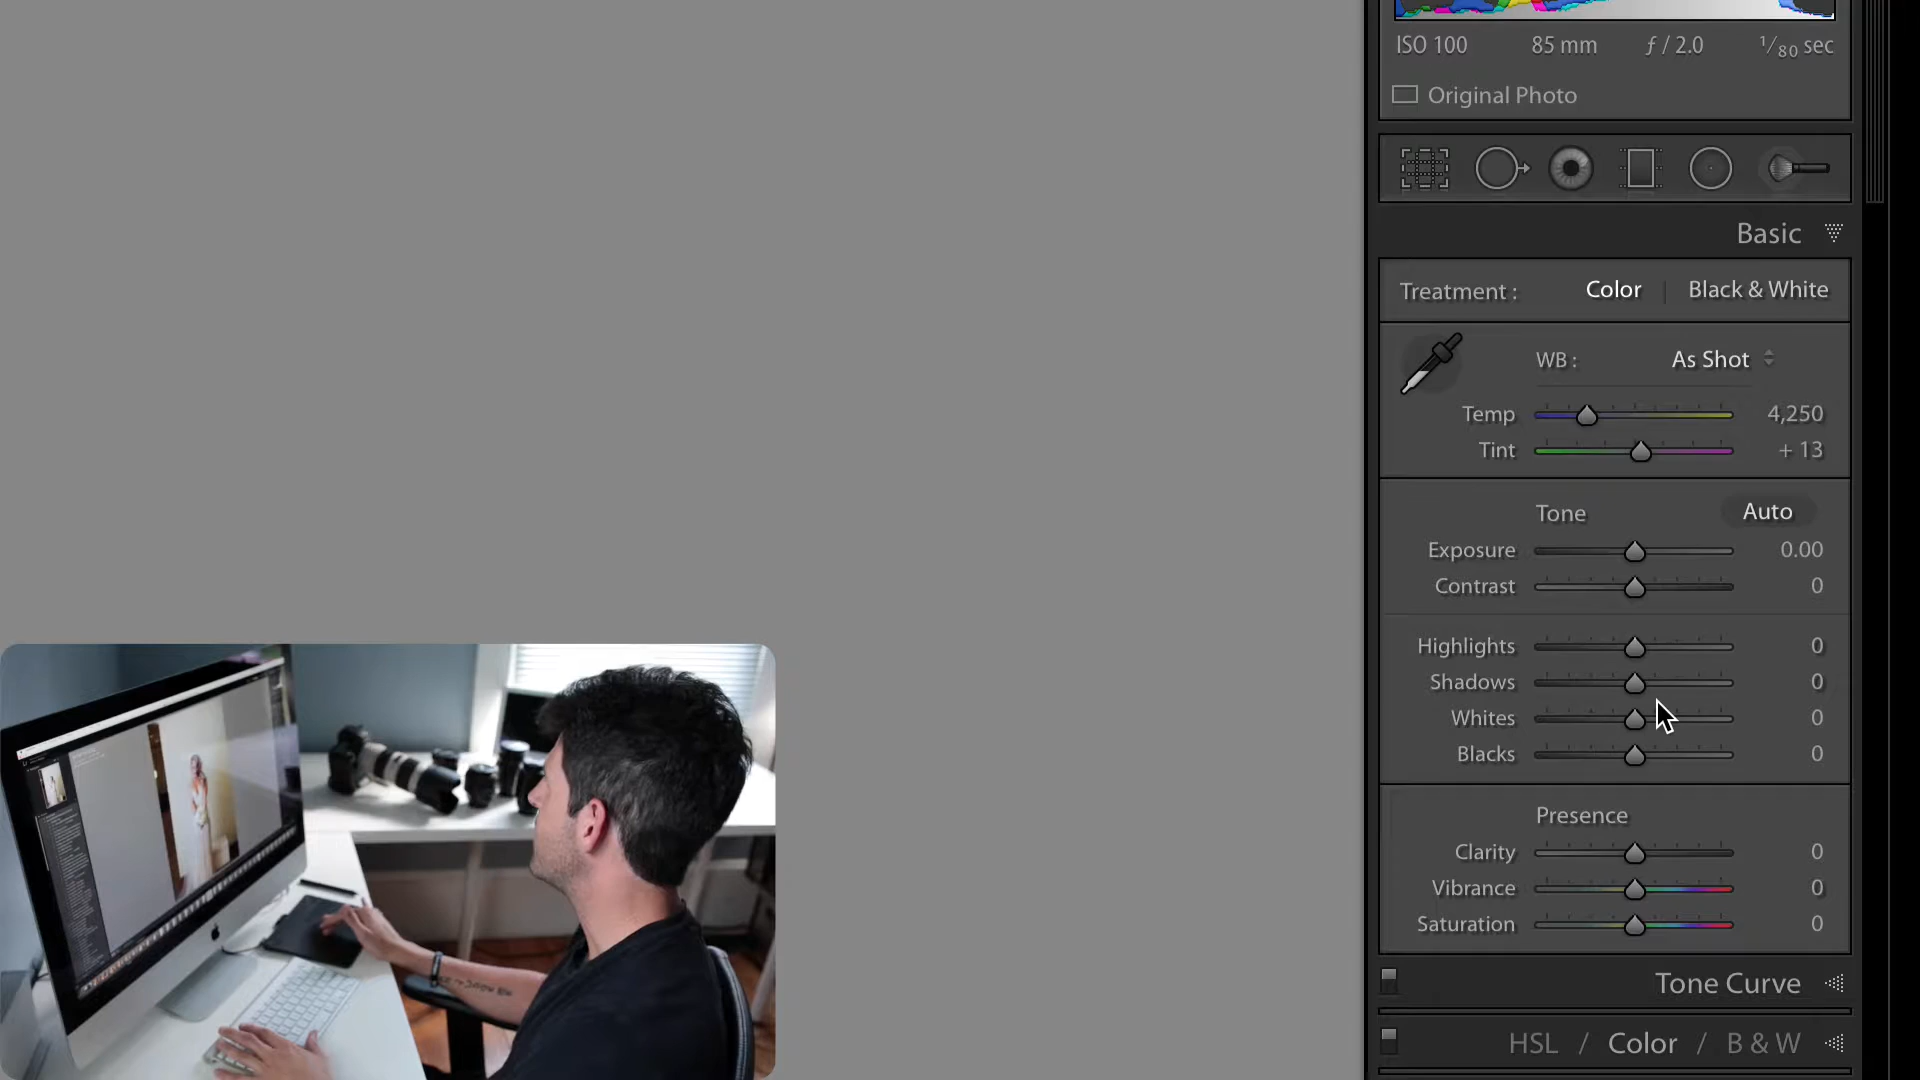 ISO 100 85 mm ƒ / 2.0 1/80 sec
Original Photo
Basic
Treatment : Color | Black & White
WB : As Shot
Temp 4,250
Tint + 13
Tone Auto
Exposure 0.00
Contrast 0
Highlights 0
Shadows 0
Whites 0
Blacks 0
Presence
Clarity 0
Vibrance 0
Saturation 0
Tone Curve
HSL / Color / B & W